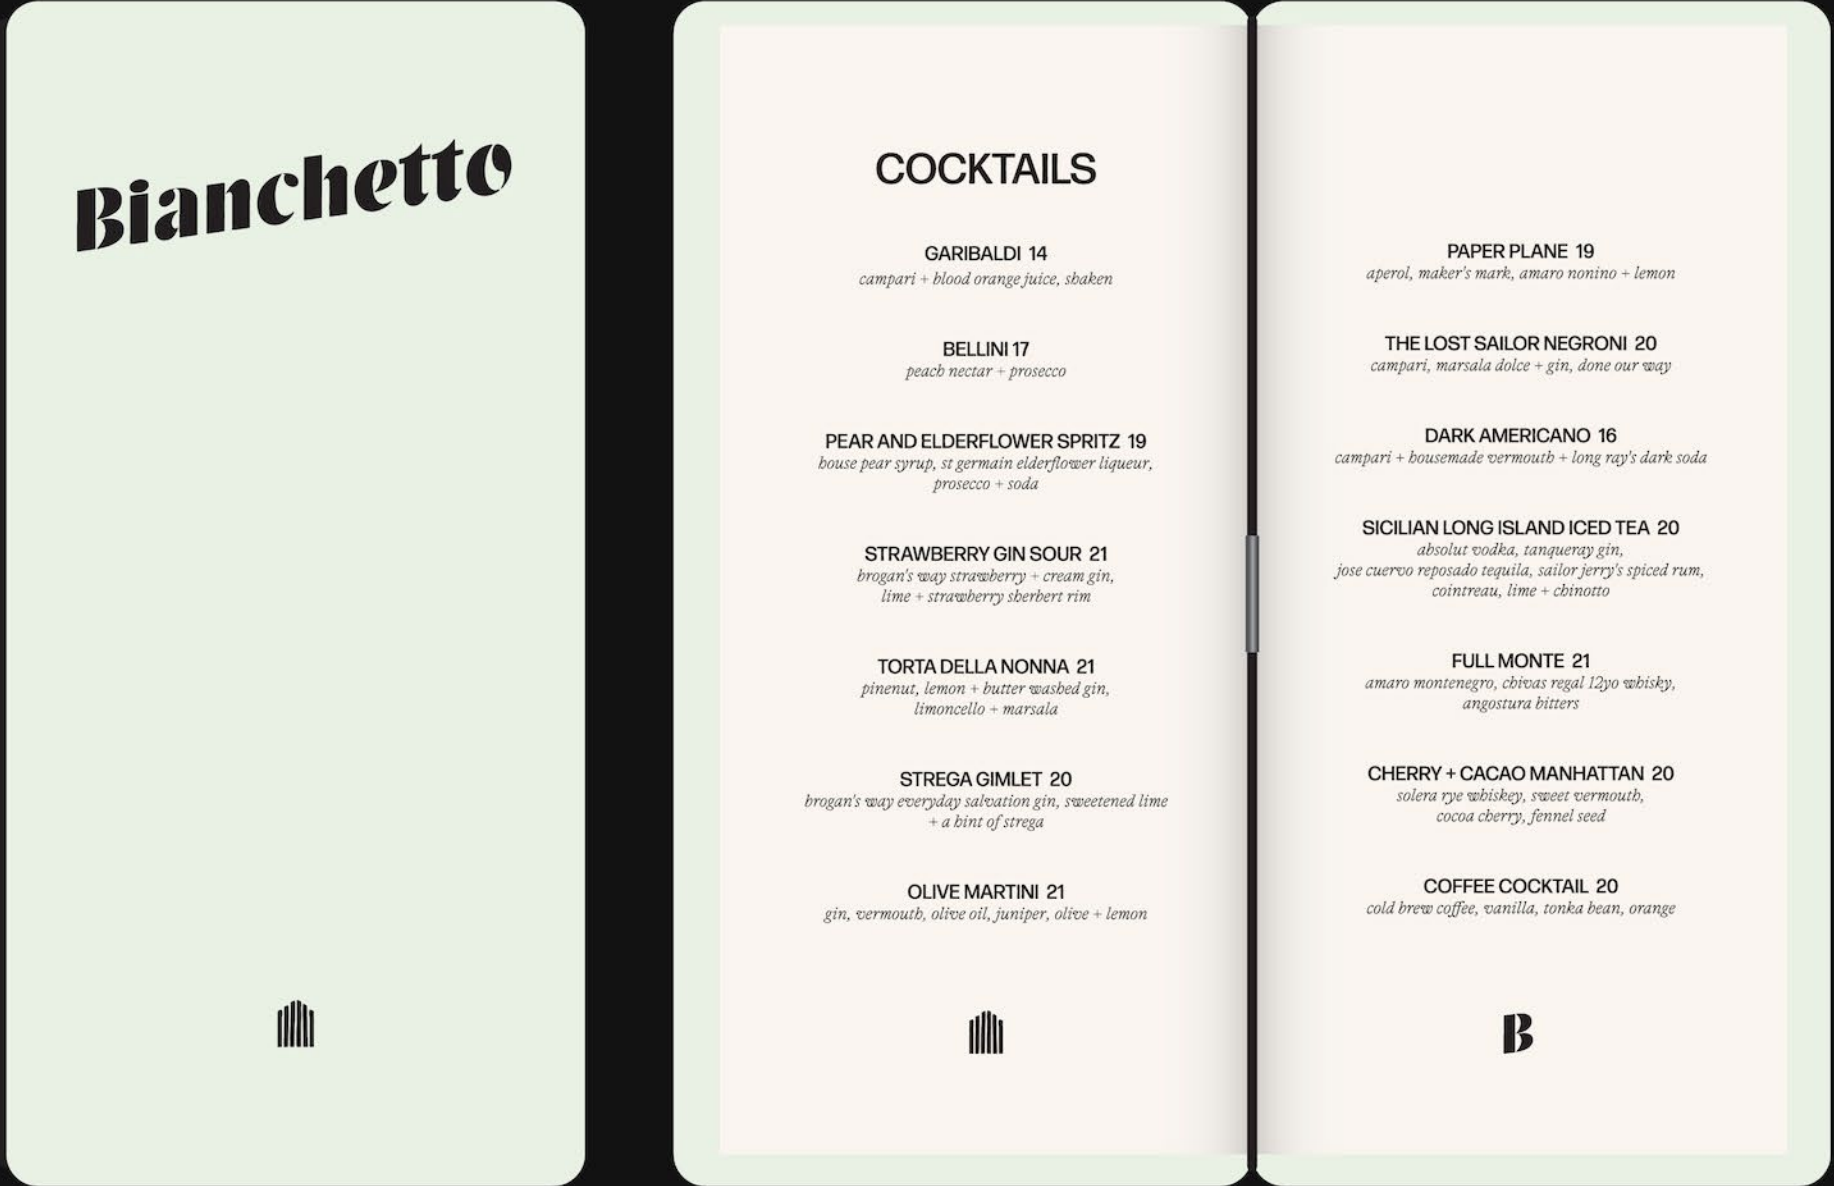 Bianchetto
COCKTAILS
GARIBALDI 14
campari + blood orange juice, shaken
BELLINI 17
peach nectar + prosecco
PEAR AND ELDERFLOWER SPRITZ 19
house pear syrup, st germain elderflower liqueur,
prosecco + soda
STRAWBERRY GIN SOUR 21
brogan's way strawberry + cream gin,
lime + strawberry sherbert rim
TORTA DELLA NONNA 21
pinenut, lemon + butter washed gin,
limoncello + marsala
STREGA GIMLET 20
brogan's way everyday salvation gin, sweetened lime
+ a hint of strega
OLIVE MARTINI 21
gin, vermouth, olive oil, juniper, olive + lemon
PAPER PLANE 19
aperol, maker's mark, amaro nonino + lemon
THE LOST SAILOR NEGRONI 20
campari, marsala dolce + gin, done our way
DARK AMERICANO 16
campari + housemade vermouth + long ray's dark soda
SICILIAN LONG ISLAND ICED TEA 20
absolut vodka, tanqueray gin,
jose cuervo reposado tequila, sailor jerry's spiced rum,
cointreau, lime + chinotto
FULL MONTE 21
amaro montenegro, chivas regal 12yo whisky,
angostura bitters
CHERRY + CACAO MANHATTAN 20
solera rye whiskey, sweet vermouth,
cocoa cherry, fennel seed
COFFEE COCKTAIL 20
cold brew coffee, vanilla, tonka bean, orange
B